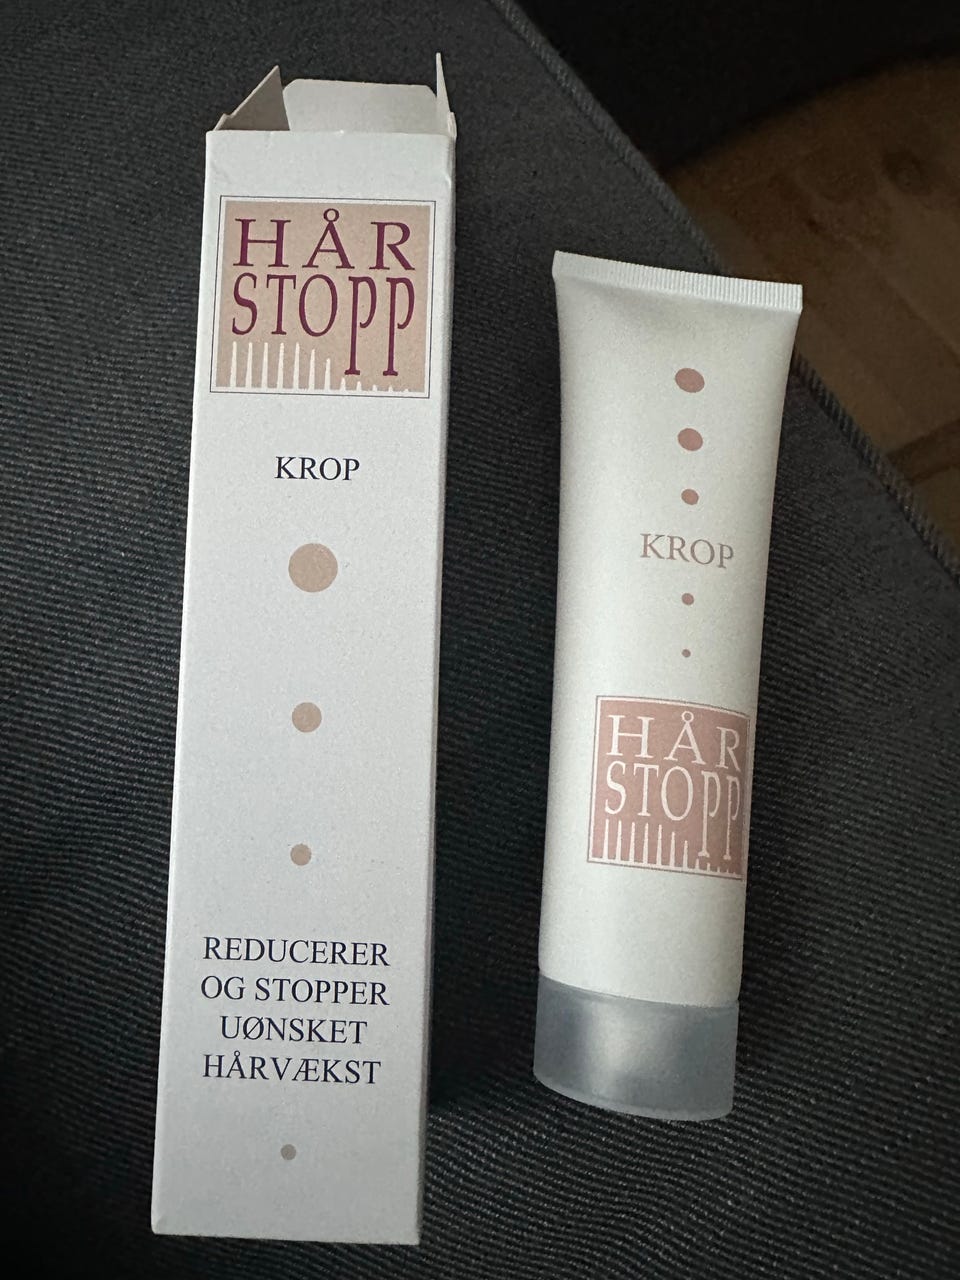 HÅR
STOPP
KROP
REDUCERER
OG STOPPER
UØNSKET
HÅRVÆKST
KROP
HÅR
STOPP